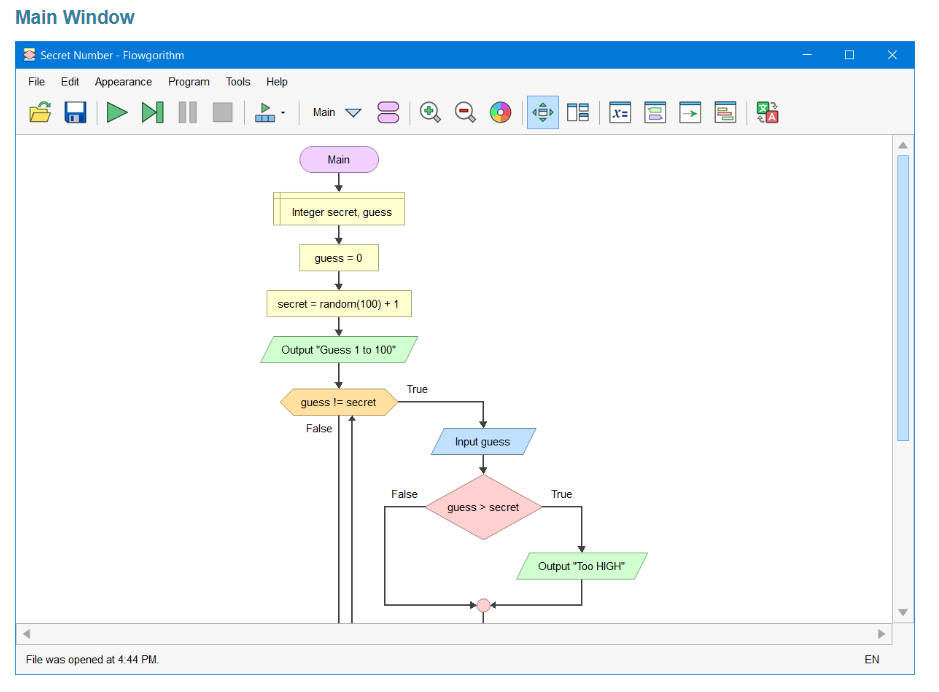 Main Window
Secret Number - Flowgorithm
File Edit Appearance Program Tools Help
Main
x=
A
Main
Integer secret, guess
guess = 0
secret = random(100) + 1
Output "Guess 1 to 100"
guess != secret
True
False
Input guess
guess > secret
False
True
Output "Too HIGH"
File was opened at 4:44 PM.
EN